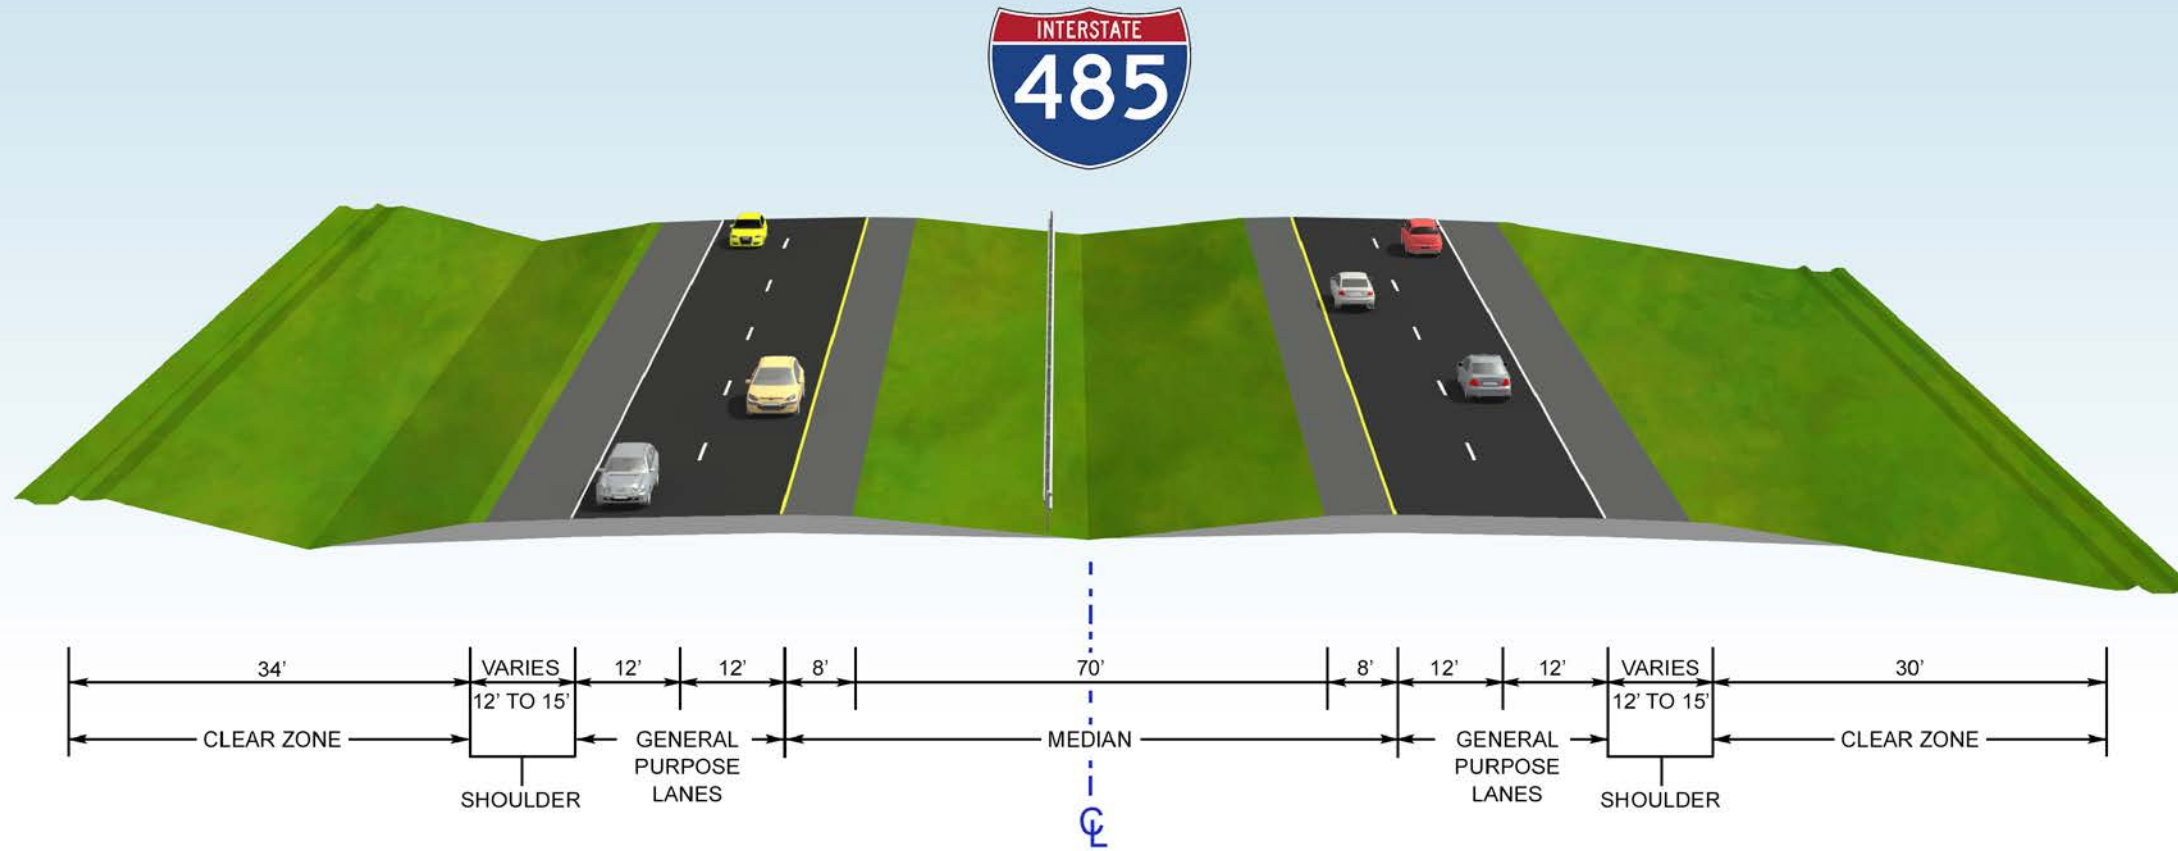 INTERSTATE
485
34’ VARIES 12’ 12’ 8’ 70’ 8’ 12’ 12’ VARIES 30’
12’ TO 15’ 12’ TO 15’
CLEAR ZONE GENERAL MEDIAN GENERAL CLEAR ZONE
PURPOSE PURPOSE
LANES LANES
SHOULDER SHOULDER
CL